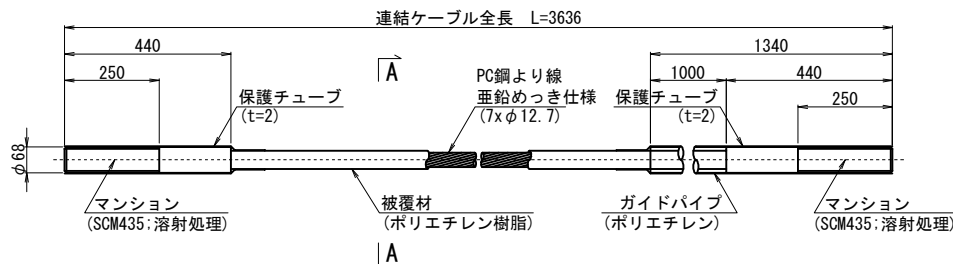 連結ケーブル全長 L=3636
440
1340
250
A
PC鋼より線
亜鉛めっき仕様
(7xφ12.7)
1000
440
保護チューブ
(t=2)
保護チューブ
(t=2)
250
φ68
マンション
(SCM435;溶射処理)
被覆材
(ポリエチレン樹脂)
ガイドパイプ
(ポリエチレン)
マンション
(SCM435;溶射処理)
A